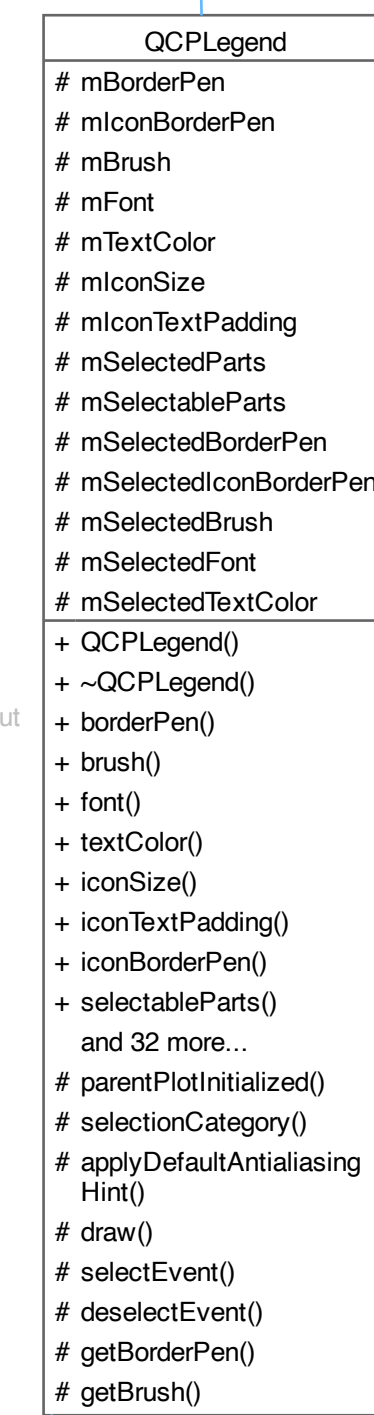 QCPLegend
# mBorderPen
# mIconBorderPen
# mBrush
# mFont
# mTextColor
# mIconSize
# mIconTextPadding
# mSelectedParts
# mSelectableParts
# mSelectedBorderPen
# mSelectedIconBorderPen
# mSelectedBrush
# mSelectedFont
# mSelectedTextColor
+ QCPLegend()
+ ~QCPLegend()
+ borderPen()
ut
+ brush()
+ font()
+ textColor()
+ iconSize()
+ iconTextPadding()
+ iconBorderPen()
+ selectableParts()
and 32 more...
# parentPlotInitialized()
# selectionCategory()
# applyDefaultAntialiasing
Hint()
# draw()
# selectEvent()
# deselectEvent()
# getBorderPen()
# getBrush()